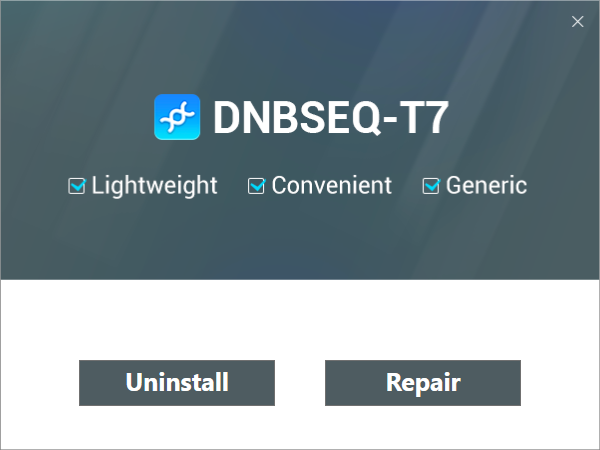 DNBSEQ-T7
Lightweight Convenient Generic
Uninstall Repair